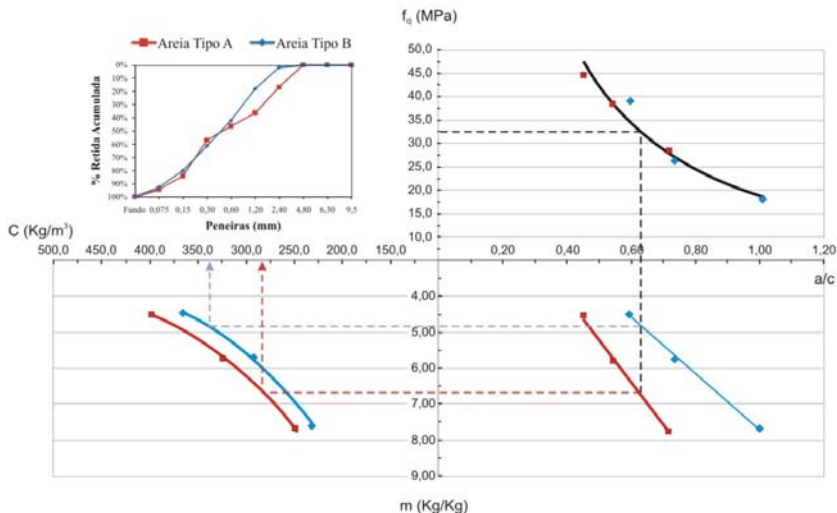 f_cj (MPa)
Areia Tipo A Areia Tipo B
% Retida Acumulada
0%
10%
20%
30%
40%
50%
60%
70%
80%
90%
100%
Fundo 0,075 0,15 0,30 0,60 1,20 2,40 4,80 6,30 9,5
Peneiras (mm)
50,0
45,0
40,0
35,0
30,0
25,0
20,0
15,0
10,0
C (Kg/m³)
500,0 450,0 400,0 350,0 300,0 250,0 200,0 150,0 100,0
m
0,20 0,40 0,60 0,80 1,00 1,20
a/c
4,00
5,00
6,00
7,00
8,00
9,00
m (Kg/Kg)